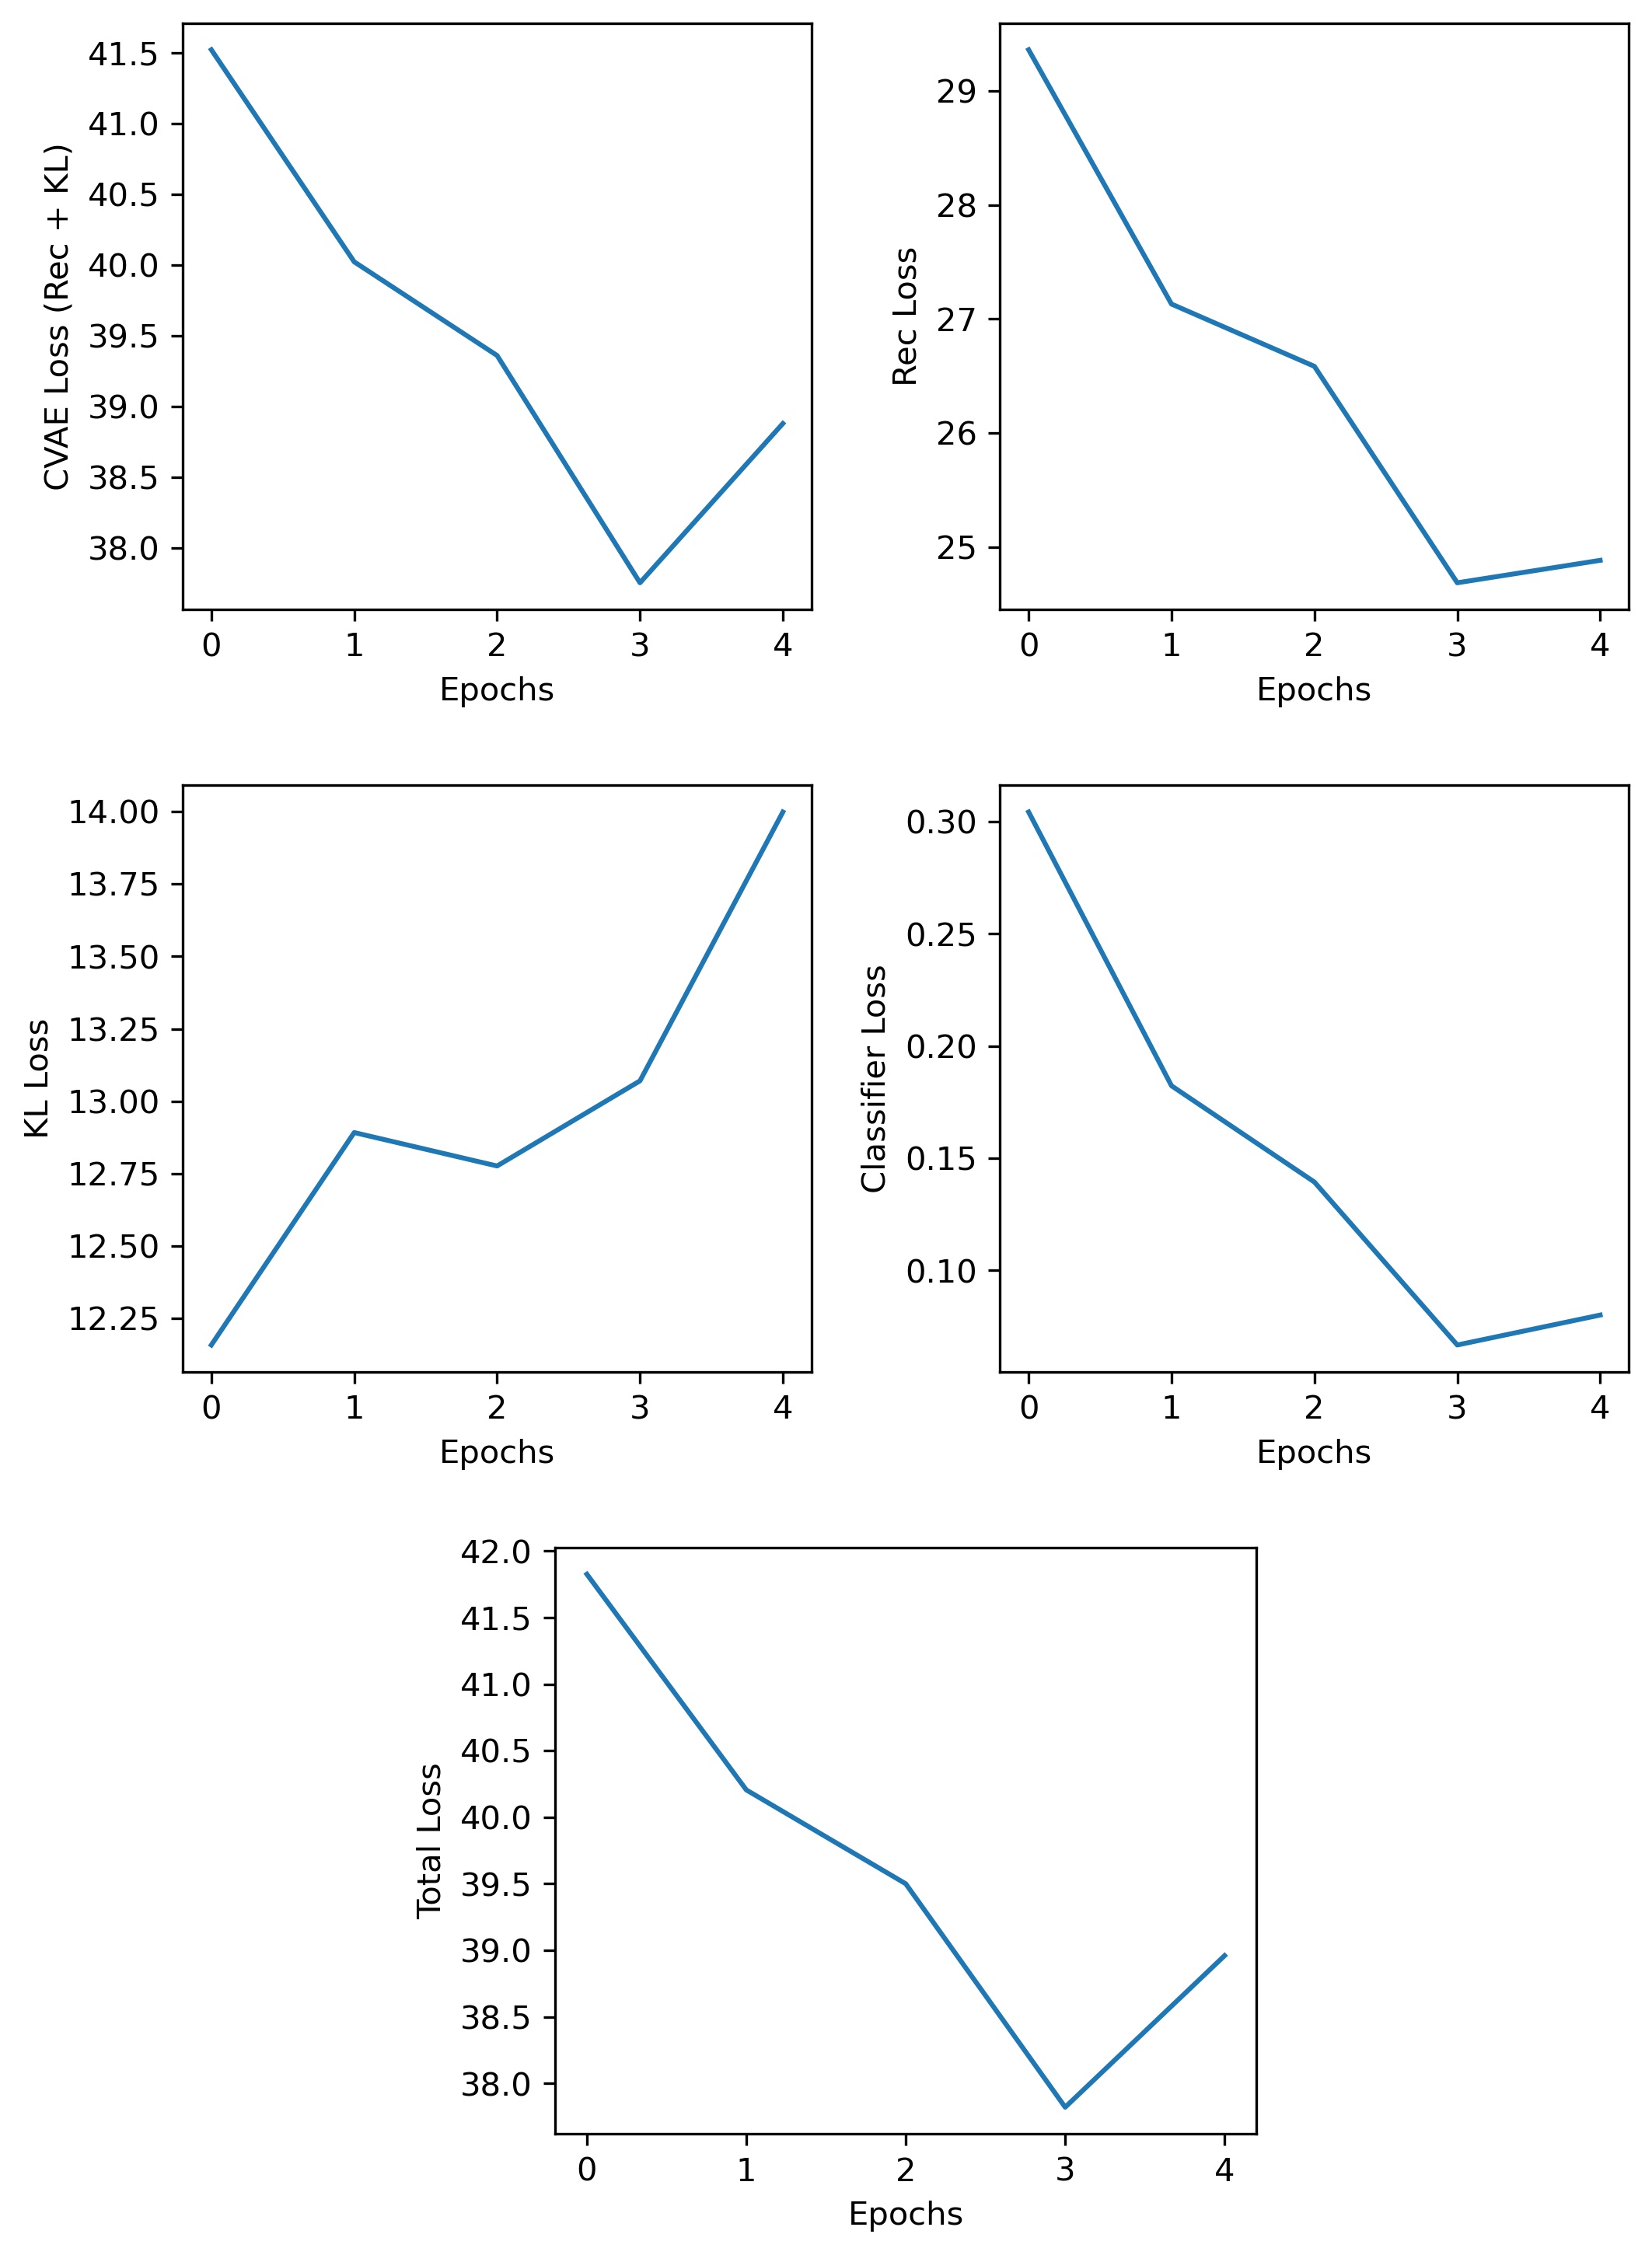 CVAE Loss (Rec + KL)
41.5
41.0
40.5
40.0
39.5
39.0
38.5
38.0
0 1 2 3 4
Epochs
Rec Loss
29
28
27
26
25
0 1 2 3 4
Epochs
KL Loss
14.00
13.75
13.50
13.25
13.00
12.75
12.50
12.25
0 1 2 3 4
Epochs
Classifier Loss
0.30
0.25
0.20
0.15
0.10
0 1 2 3 4
Epochs
Total Loss
42.0
41.5
41.0
40.5
40.0
39.5
39.0
38.5
38.0
0 1 2 3 4
Epochs